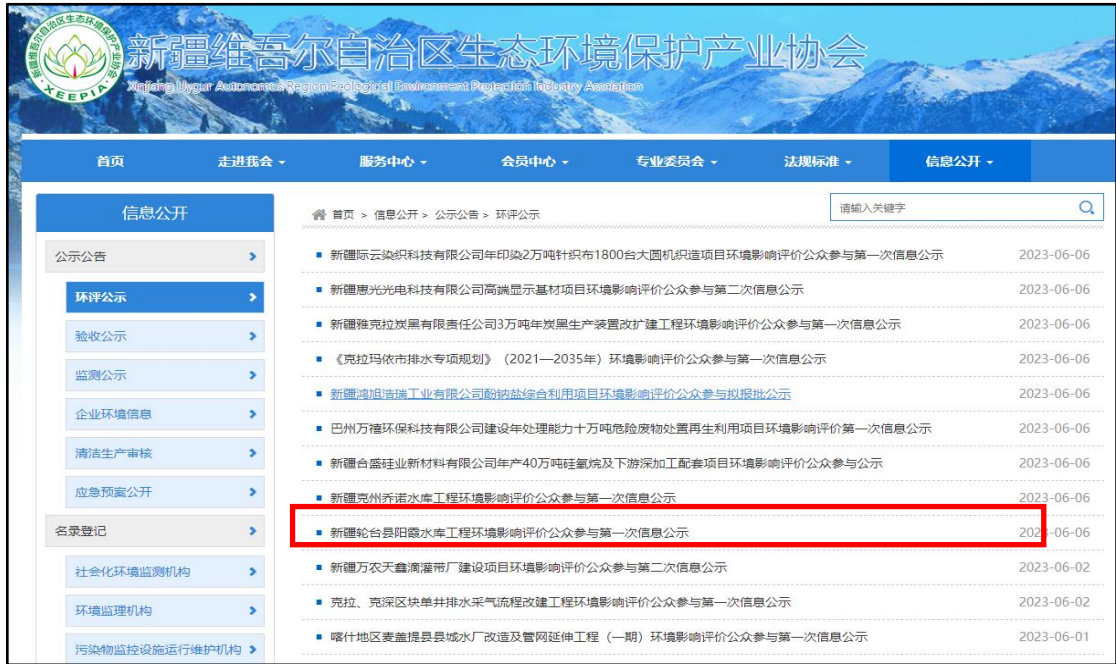 新疆维吾尔自治区生态环境保护产业协会
Xinjiang Uygur Autonomous Region Ecological Environment Protection Industry Association
XEEPIA
首页 走进我会 服务中心 会员中心 专业委员会 法规标准 信息公开
信息公开
首页 > 信息公开 > 公示公告 > 环评公示
请输入关键字
公示公告
环评公示
验收公示
监测公示
企业环境信息
清洁生产审核
应急预案公开
名录登记
社会化环境监测机构
环境监理机构
污染物监控设施运行维护机构
新疆际云染织科技有限公司年印染2万吨针织布1800台大圆机织造项目环境影响评价公众参与第一次信息公示 2023-06-06
新疆惠光光电科技有限公司高端显示基材项目环境影响评价公众参与第二次信息公示 2023-06-06
新疆雅克拉炭黑有限责任公司3万吨年炭黑生产装置改扩建工程环境影响评价公众参与第一次信息公示 2023-06-06
《克拉玛依市排水专项规划》（2021—2035年）环境影响评价公众参与第一次信息公示 2023-06-06
新疆鸿旭浩瑞工业有限公司酚钠盐综合利用项目环境影响评价公众参与拟报批公示 2023-06-06
巴州万禧环保科技有限公司建设年处理能力十万吨危险废物处置再生利用项目环境影响评价第一次信息公示 2023-06-06
新疆合盛硅业新材料有限公司年产40万吨硅氧烷及下游深加工配套项目环境影响评价公众参与公示 2023-06-06
新疆克州乔诺水库工程环境影响评价公众参与第一次信息公示 2023-06-06
新疆轮台县阳霞水库工程环境影响评价公众参与第一次信息公示 2023-06-06
新疆万农天鑫滴灌带厂建设项目环境影响评价公众参与第二次信息公示 2023-06-02
克拉、克深区块单井排水采气流程改建工程环境影响评价公众参与第一次信息公示 2023-06-02
喀什地区麦盖提县县城水厂改造及管网延伸工程（一期）环境影响评价公众参与第一次信息公示 2023-06-01